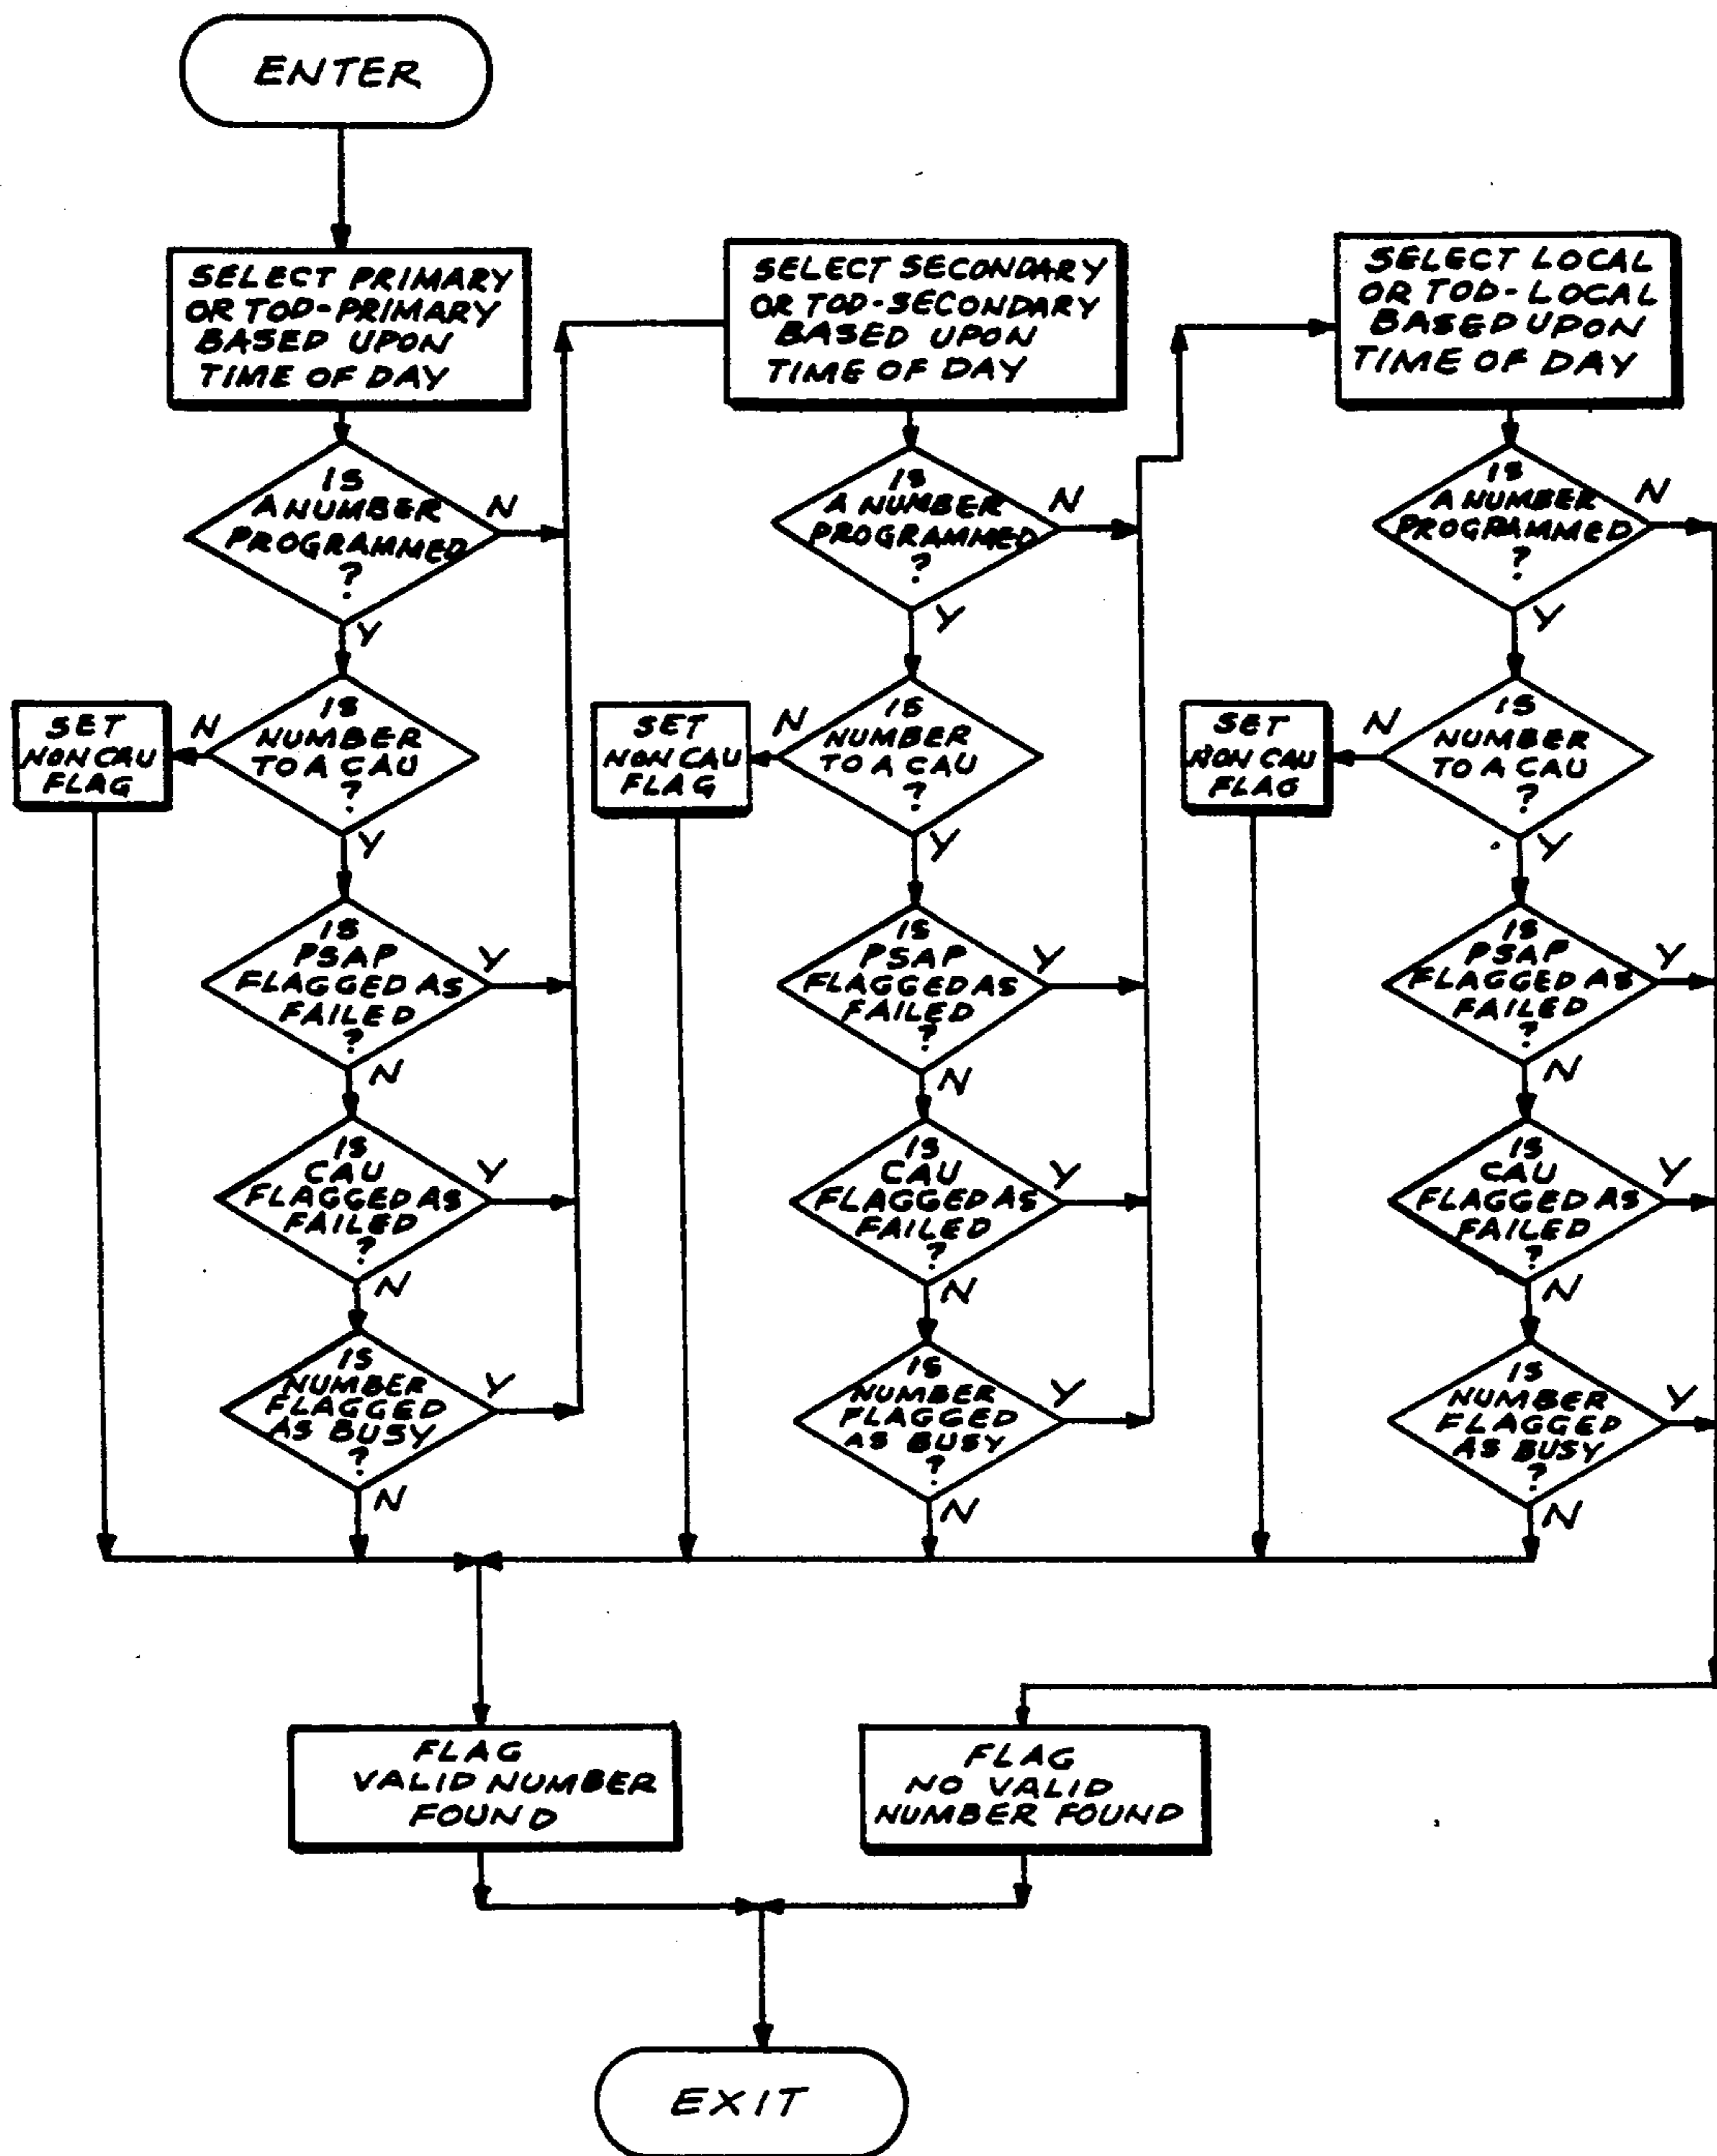 ENTER
SELECT PRIMARY
OR TOD-PRIMARY
BASED UPON
TIME OF DAY
IS
A NUMBER
PROGRAMMED
?
N
Y
IS
NUMBER
TO A CAU
?
N
SET
NON CAU
FLAG
Y
IS
PSAP
FLAGGED AS
FAILED
?
Y
N
IS
CAU
FLAGGED AS
FAILED
?
Y
N
IS
NUMBER
FLAGGED
AS BUSY
?
Y
N
SELECT SECONDARY
OR TOD-SECONDARY
BASED UPON
TIME OF DAY
IS
A NUMBER
PROGRAMMED
?
N
Y
IS
NUMBER
TO A CAU
?
N
SET
NON CAU
FLAG
Y
IS
PSAP
FLAGGED AS
FAILED
?
Y
N
IS
CAU
FLAGGED AS
FAILED
?
Y
N
IS
NUMBER
FLAGGED
AS BUSY
?
Y
N
SELECT LOCAL
OR TOD-LOCAL
BASED UPON
TIME OF DAY
IS
A NUMBER
PROGRAMMED
?
N
Y
IS
NUMBER
TO A CAU
?
N
SET
NON CAU
FLAG
Y
IS
PSAP
FLAGGED AS
FAILED
?
Y
N
IS
CAU
FLAGGED AS
FAILED
?
Y
N
IS
NUMBER
FLAGGED
AS BUSY
?
Y
N
FLAG
VALID NUMBER
FOUND
FLAG
NO VALID
NUMBER FOUND
EXIT